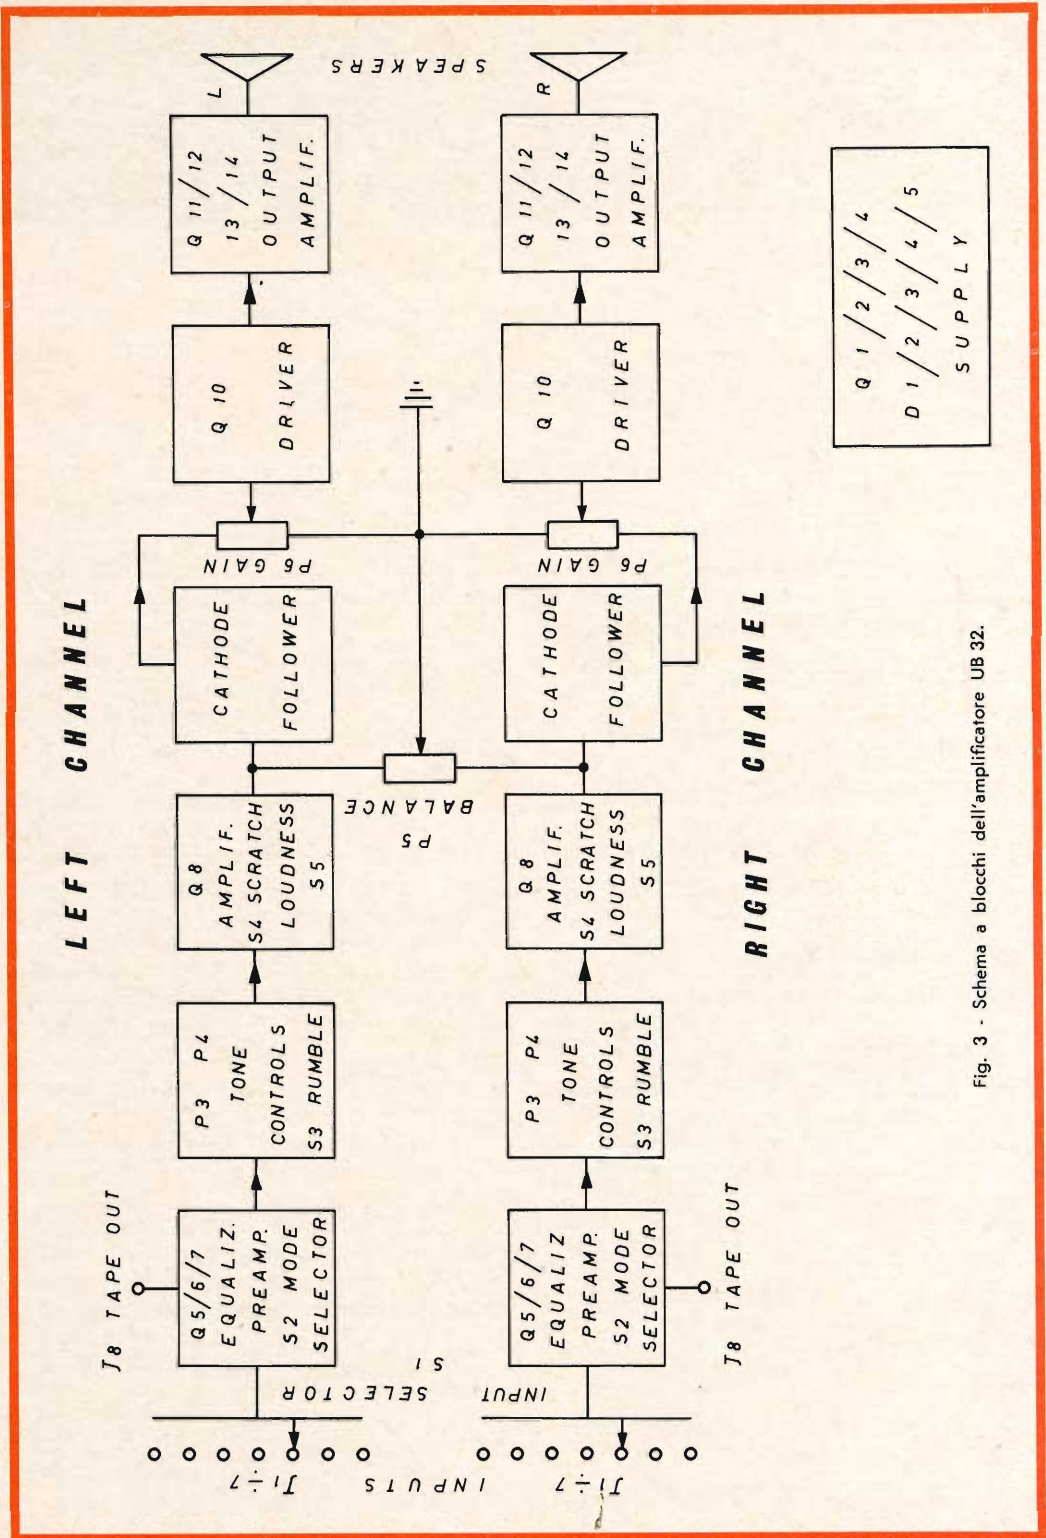 LEFT CHANNEL
J8 TAPE OUT
INPUTS
J1÷7
INPUT
SELECTOR
S1
Q5/6/7
EQUALIZ.
PREAMP.
S2 MODE
SELECTOR
P3 P4
TONE
CONTROLS
S3 RUMBLE
Q8
AMPLIF.
S4 SCRATCH
LOUDNESS
S5
P5
BALANCE
CATHODE
FOLLOWER
P6 GAIN
Q 10
DRIVER
Q 11/12
13/14
OUTPUT
AMPLIF.
L
SPEAKERS
J1÷7
Q5/6/7
EQUALIZ
PREAMP.
S2 MODE
SELECTOR
J8 TAPE OUT
P3 P4
TONE
CONTROLS
S3 RUMBLE
Q8
AMPLIF.
S4 SCRATCH
LOUDNESS
S5
CATHODE
FOLLOWER
P6 GAIN
Q 10
DRIVER
Q 11/12
13/14
OUTPUT
AMPLIF.
R
RIGHT CHANNEL
Q 1/2/3/4
D 1/2/3/4/5
SUPPLY
Fig. 3 - Schema a blocchi dell'amplificatore UB 32.